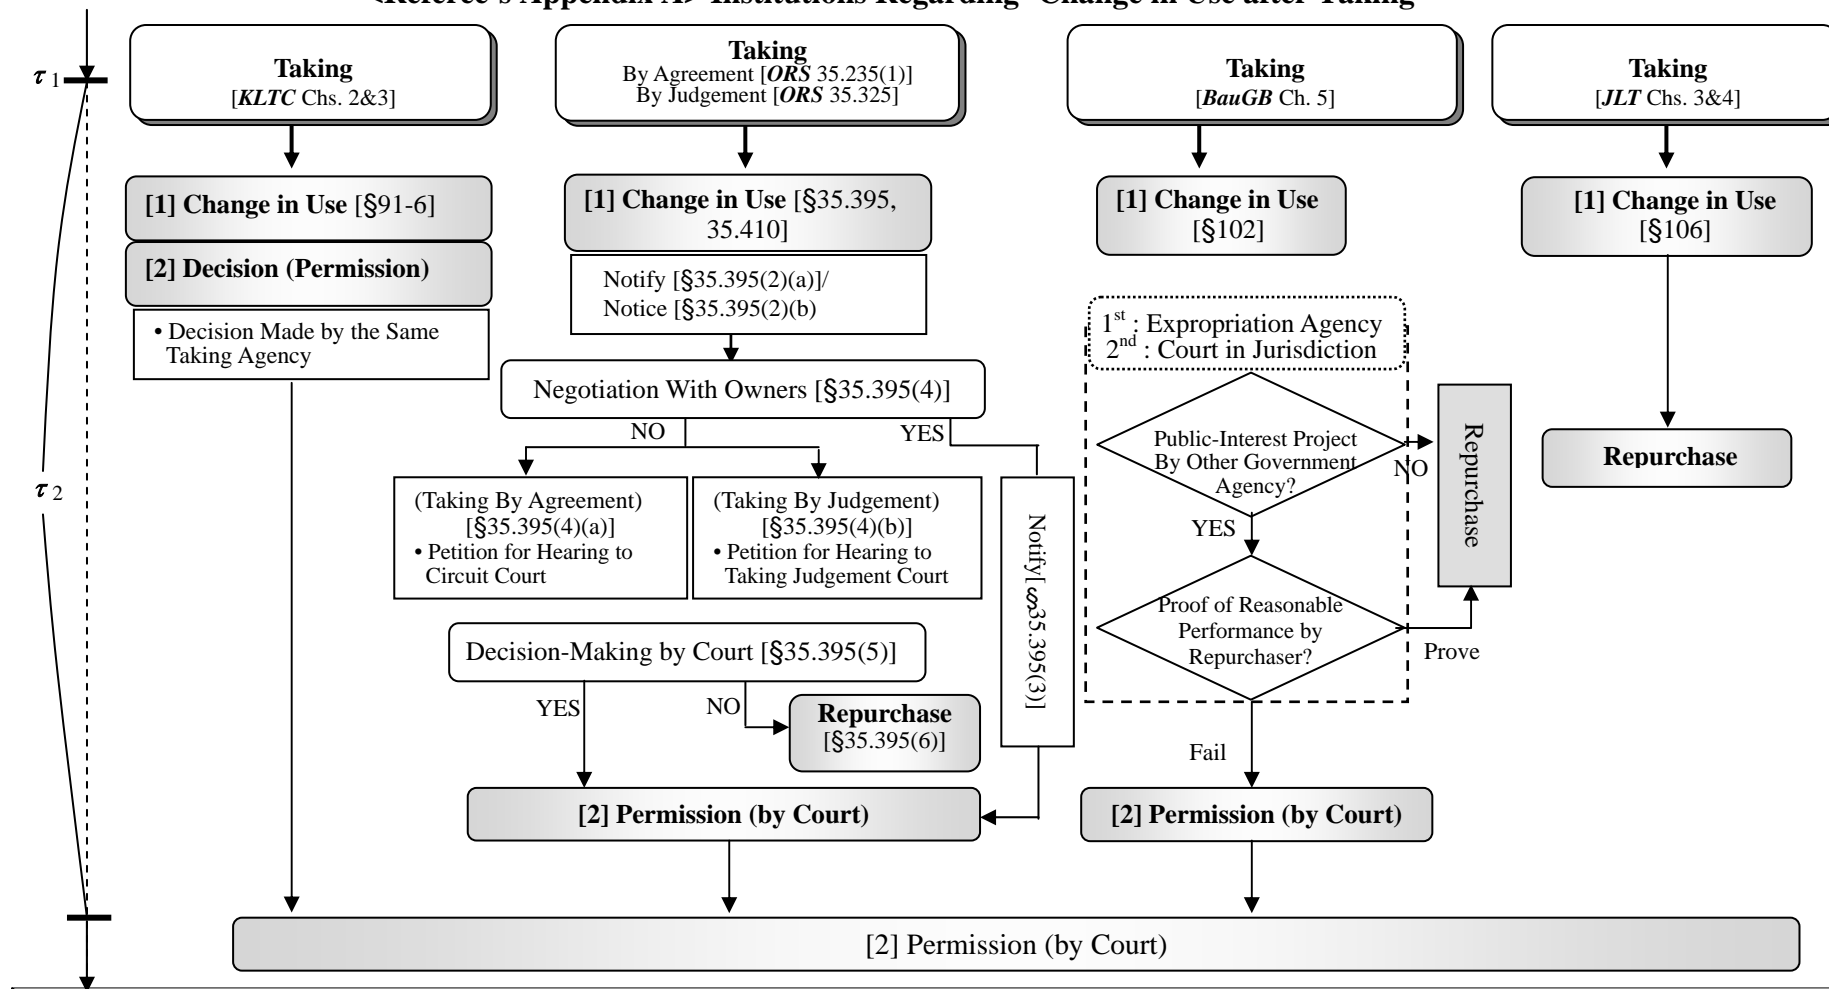 <Referee's Appendix A> Institutions Regarding "Change in Use after Taking"
τ 1
Taking
[KLTC Chs. 2&3]
Taking
By Agreement [ORS 35.235(1)]
By Judgement [ORS 35.325]
Taking
[BauGB Ch. 5]
Taking
[JLT Chs. 3&4]
[1] Change in Use [§91-6]
[2] Decision (Permission)
• Decision Made by the Same
Taking Agency
[1] Change in Use [§35.395,
35.410]
Notify [§35.395(2)(a)]/
Notice [§35.395(2)(b)
Negotiation With Owners [§35.395(4)]
NO
YES
(Taking By Agreement)
[§35.395(4)(a)]
• Petition for Hearing to
Circuit Court
(Taking By Judgement)
[§35.395(4)(b)]
• Petition for Hearing to
Taking Judgement Court
Notify[§35.395(3)]
Decision-Making by Court [§35.395(5)]
YES
NO
Repurchase
[§35.395(6)]
[2] Permission (by Court)
[1] Change in Use
[§102]
1st : Expropriation Agency
2nd : Court in Jurisdiction
Public-Interest Project
By Other Government
Agency?
NO
YES
Repurchase
Proof of Reasonable
Performance by
Repurchaser?
Prove
Fail
[2] Permission (by Court)
[1] Change in Use
[§106]
Repurchase
τ 2
[2] Permission (by Court)